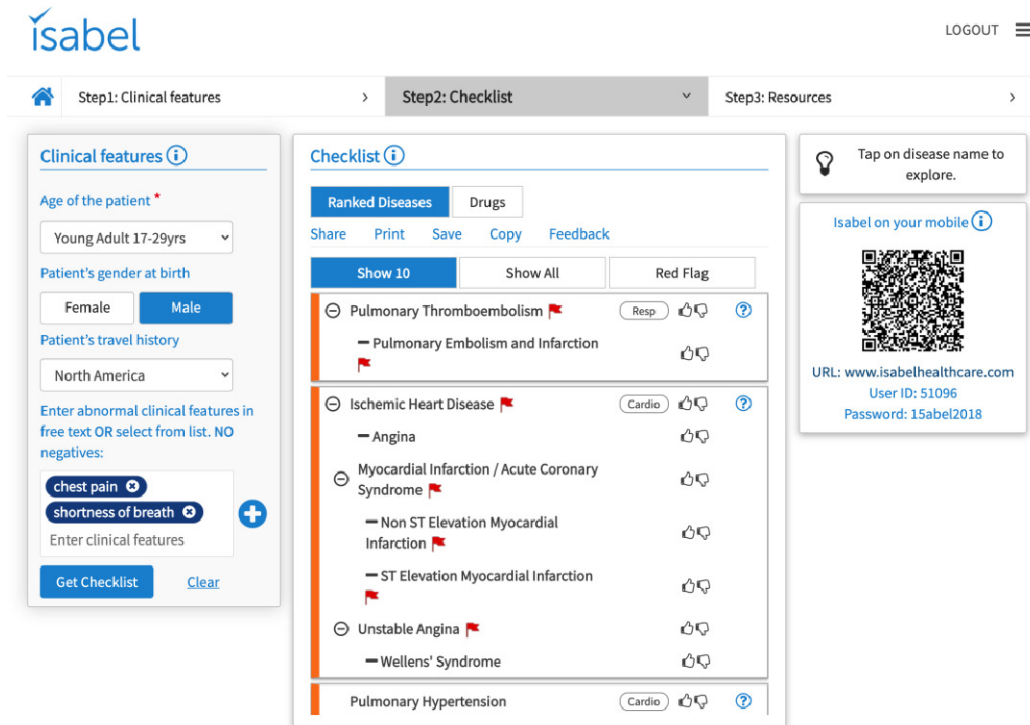 isabel
LOGOUT
Step1: Clinical features
Step2: Checklist
Step3: Resources
Clinical features
Age of the patient *
Young Adult 17-29yrs
Patient's gender at birth
Female
Male
Patient's travel history
North America
Enter abnormal clinical features in
free text OR select from list. NO
negatives:
chest pain
shortness of breath
Enter clinical features
Get Checklist
Clear
Checklist
Ranked Diseases
Drugs
Share
Print
Save
Copy
Feedback
Show 10
Show All
Red Flag
Pulmonary Thromboembolism
Resp
Pulmonary Embolism and Infarction
Ischemic Heart Disease
Cardio
Angina
Myocardial Infarction / Acute Coronary
Syndrome
Non ST Elevation Myocardial
Infarction
ST Elevation Myocardial Infarction
Unstable Angina
Wellens' Syndrome
Pulmonary Hypertension
Cardio
Tap on disease name to
explore.
Isabel on your mobile
URL: www.isabelhealthcare.com
User ID: 51096
Password: 15abel2018